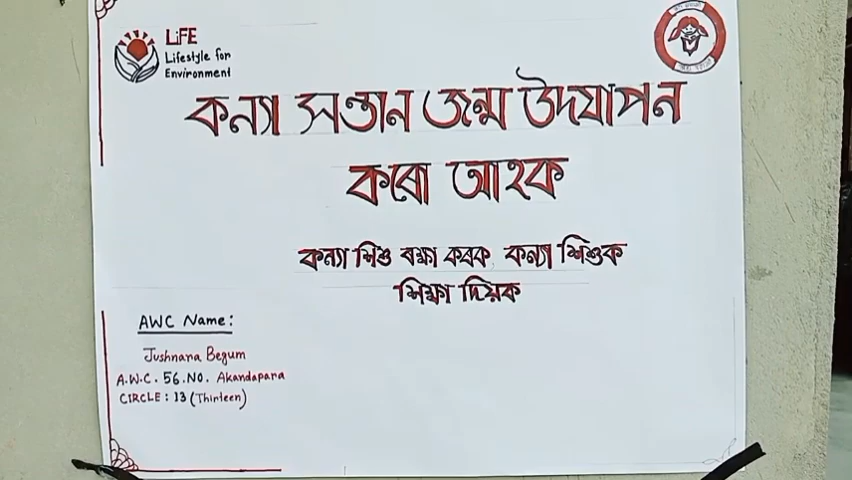 LiFE
Lifestyle for
Environment
কন্যা সন্তান জন্ম উদযাপন
কৰো আহক
কন্যা শিশু ৰক্ষা কৰক, কন্যা শিশুক
শিক্ষা দিয়ক
AWC Name:
Jushnara Begum
A.W.C. 56.NO. Akandapara
CIRCLE: 13 (Thirteen)